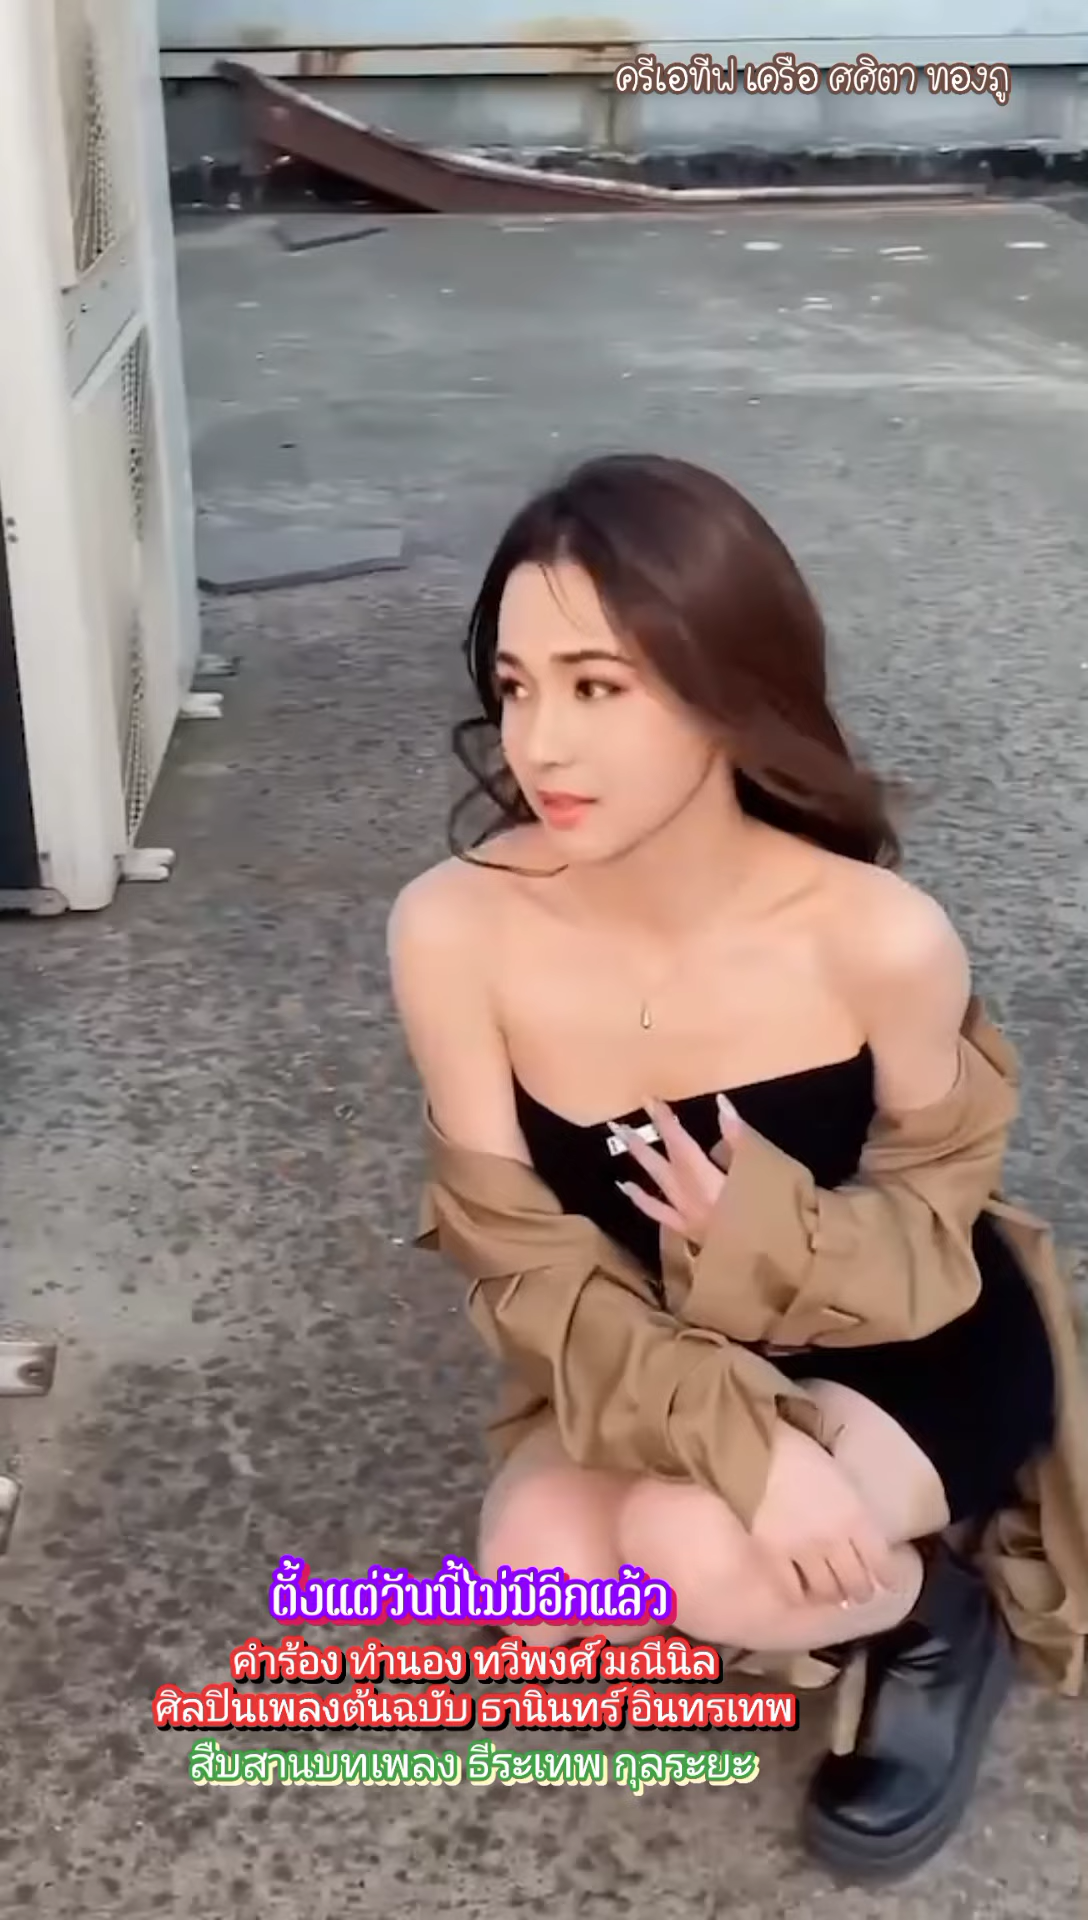 ครีเอทีฟ เครือ ศศิตา ทองภู
ตั้งแต่วันนี้ไม่มีอีกแล้ว
คำร้อง ทำนอง ทวีพงศ์ มณีนิล
ศิลปินเพลงต้นฉบับ ธานินทร์ อินทรเทพ
สืบสานบทเพลง ธีระเทพ กุลระยะ